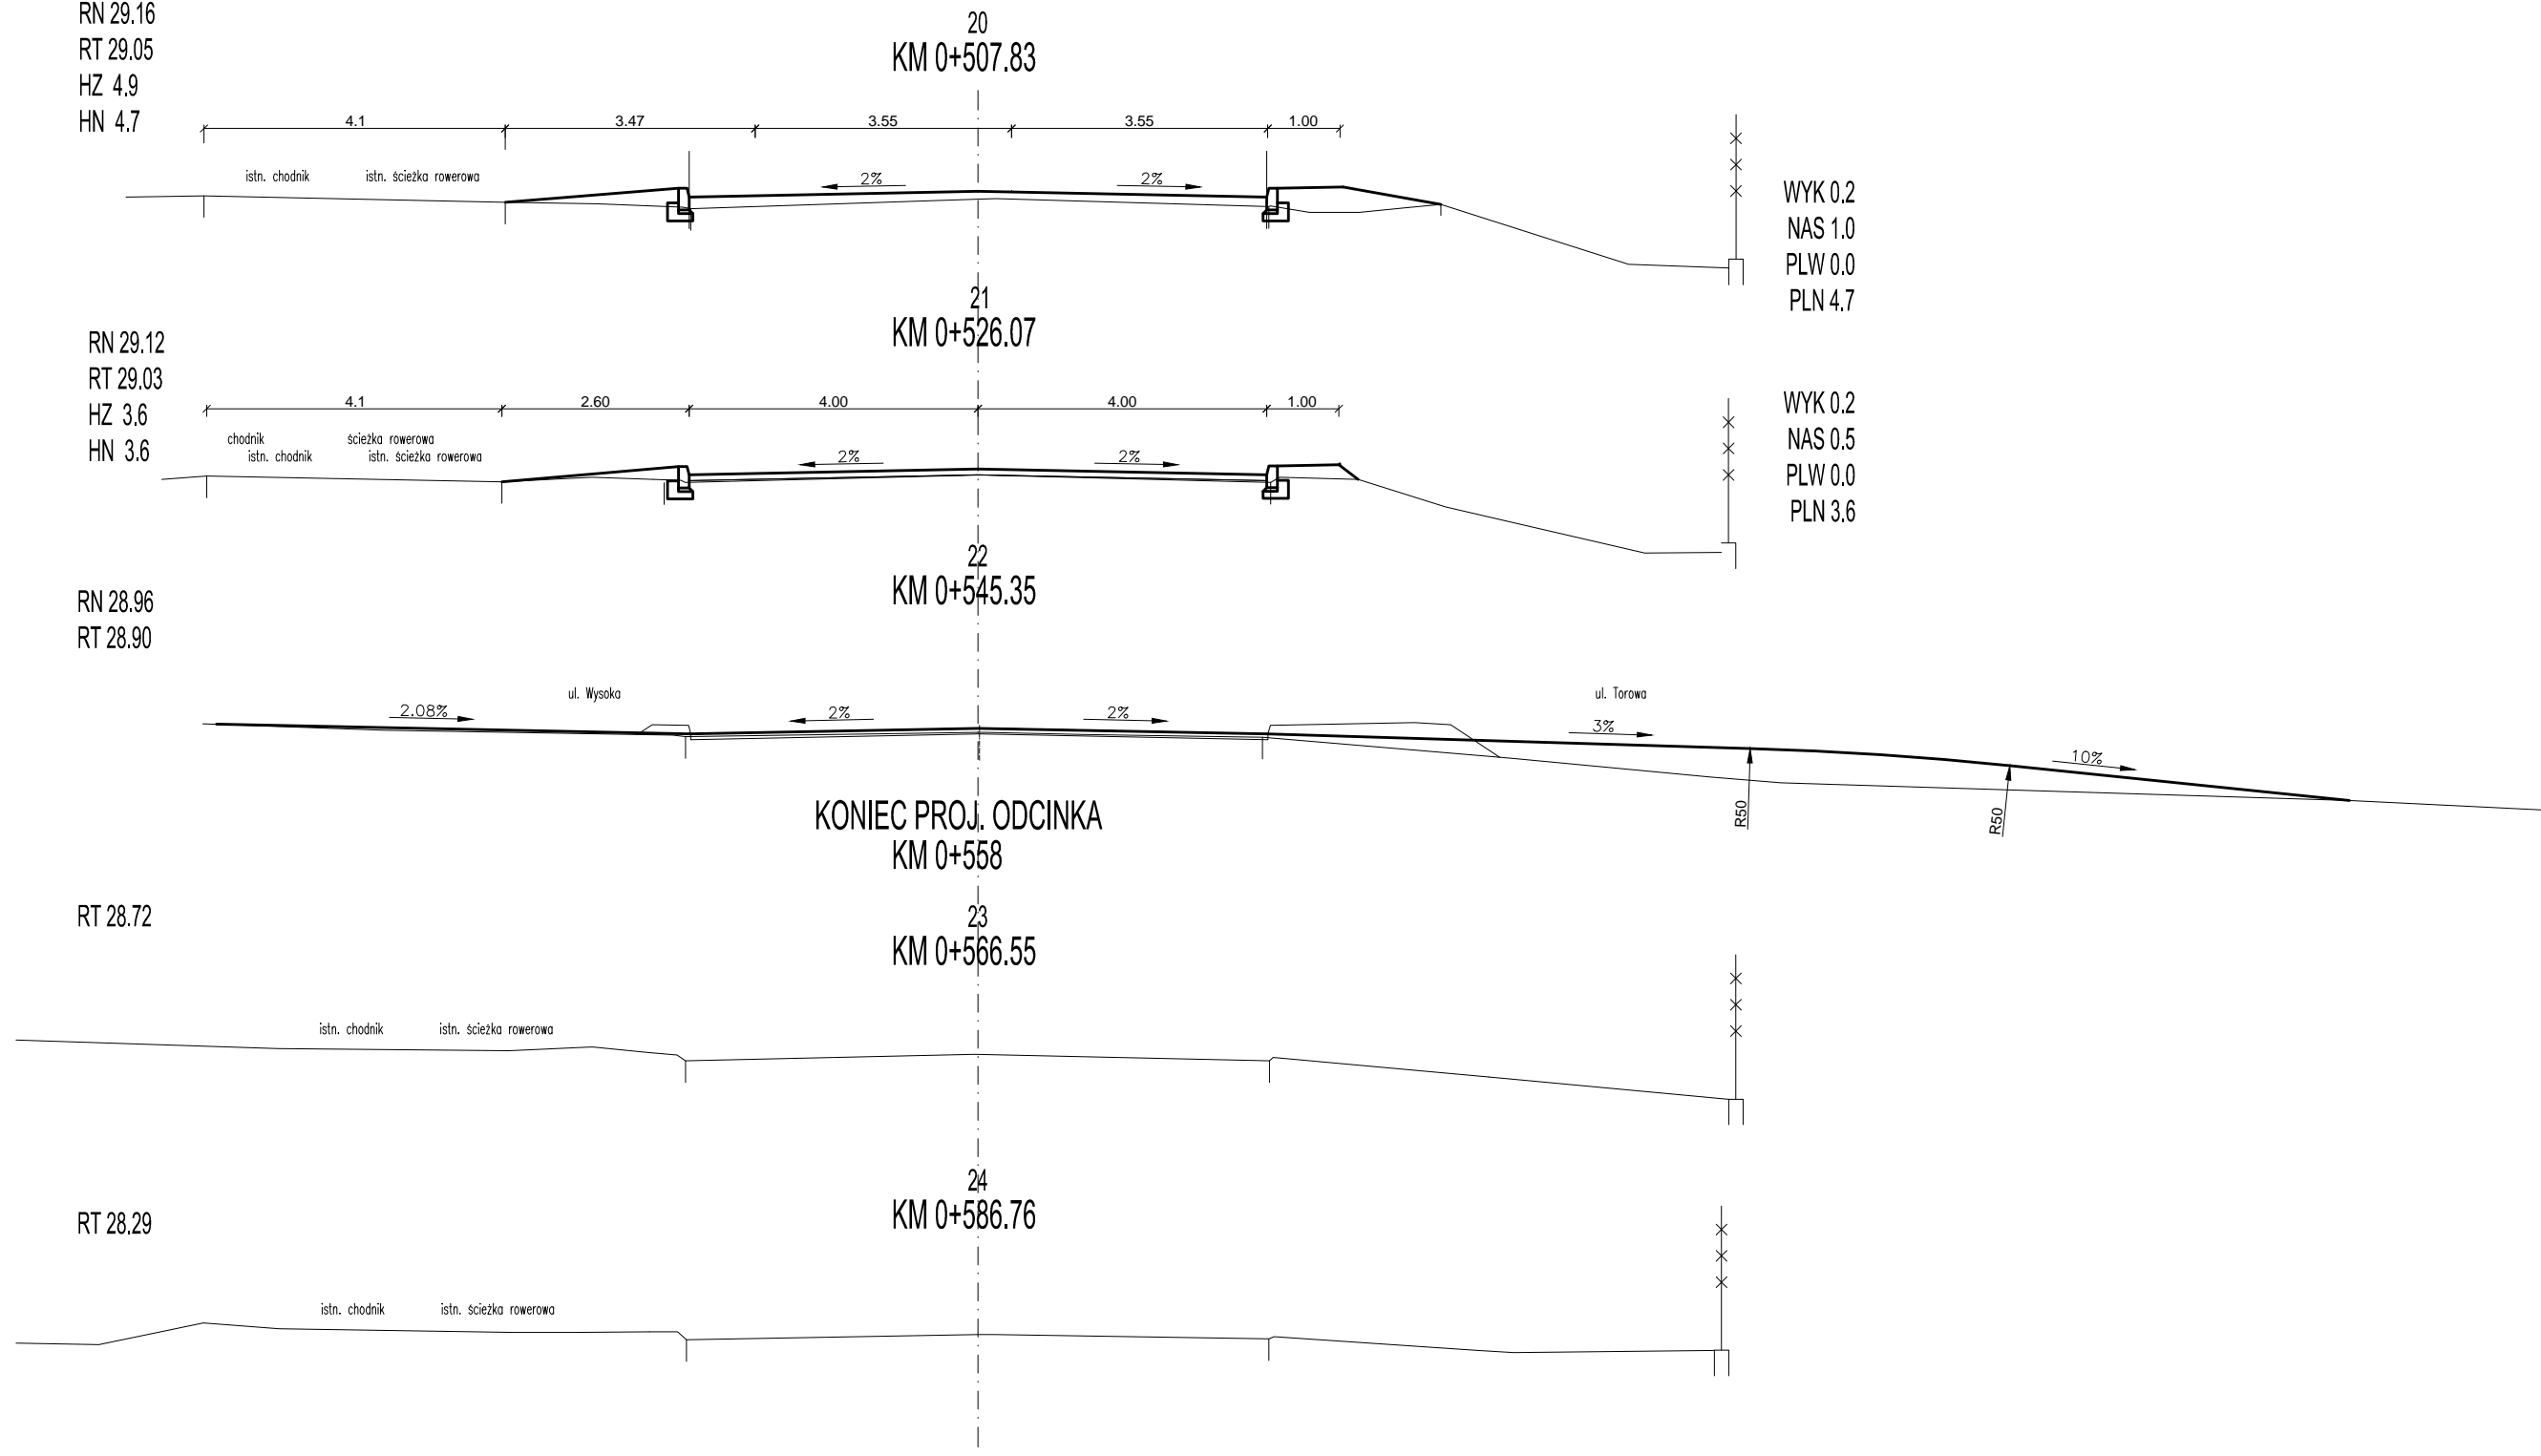 RN 29.16
RT 29.05
HZ 4.9
HN 4.7
20
KM 0+507.83
4.1 3.47 3.55 3.55 1.00
istn. chodnik istn. ścieżka rowerowa
2% 2%
WYK 0.2
NAS 1.0
PLW 0.0
PLN 4.7
21
KM 0+526.07
RN 29.12
RT 29.03
HZ 3.6
HN 3.6
4.1 2.60 4.00 4.00 1.00
chodnik ścieżka rowerowa
istn. chodnik istn. ścieżka rowerowa
2% 2%
WYK 0.2
NAS 0.5
PLW 0.0
PLN 3.6
22
KM 0+545.35
RN 28.96
RT 28.90
ul. Wysoka ul. Torowa
2.08% 2% 2% 3% 10%
R50 R50
KONIEC PROJ. ODCINKA
KM 0+558
RT 28.72
23
KM 0+566.55
istn. chodnik istn. ścieżka rowerowa
24
KM 0+586.76
RT 28.29
istn. chodnik istn. ścieżka rowerowa